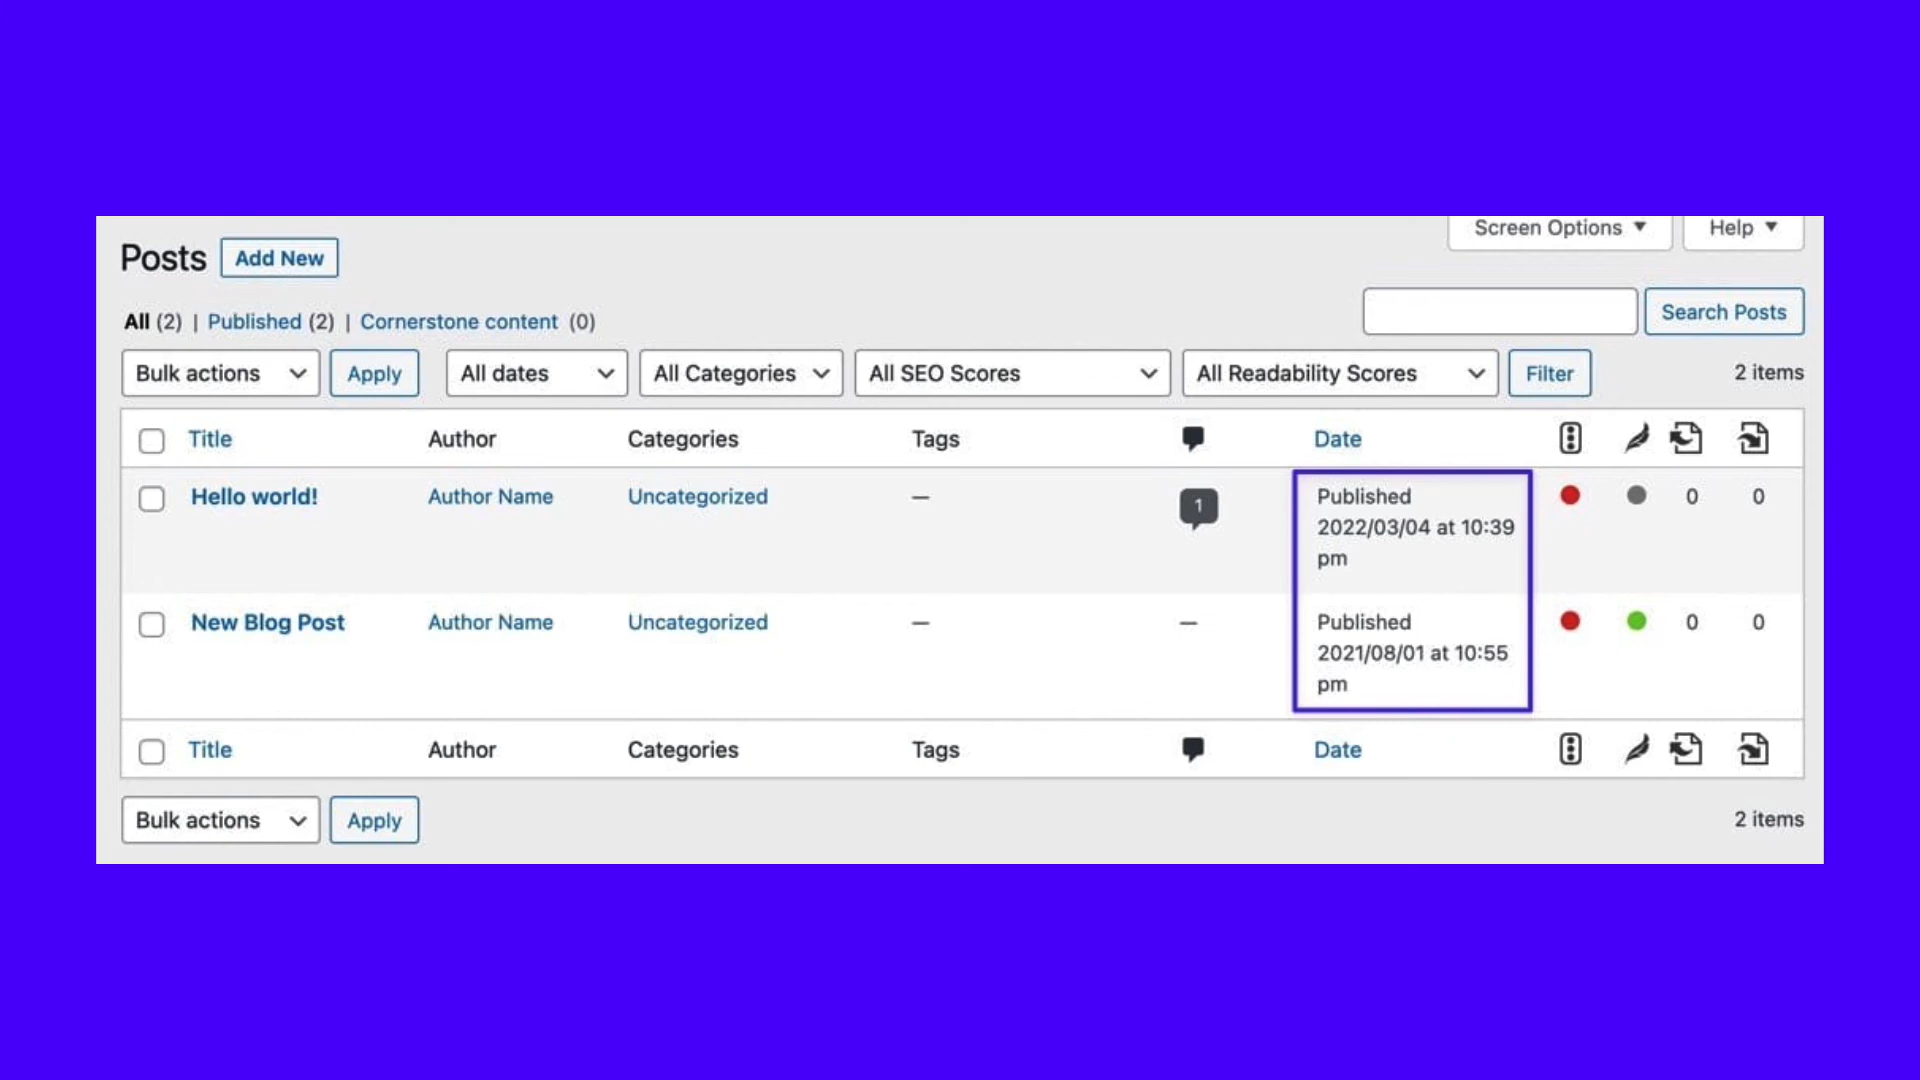 Screen Options ▼ Help ▼
Posts Add New
Search Posts
All (2) | Published (2) | Cornerstone content (0)
Bulk actions Apply All dates All Categories All SEO Scores All Readability Scores Filter 2 items
Title Author Categories Tags Date
Hello world! Author Name Uncategorized — 1 Published 0 0
2022/03/04 at 10:39
pm
New Blog Post Author Name Uncategorized — — Published 0 0
2021/08/01 at 10:55
pm
Title Author Categories Tags Date
Bulk actions Apply 2 items